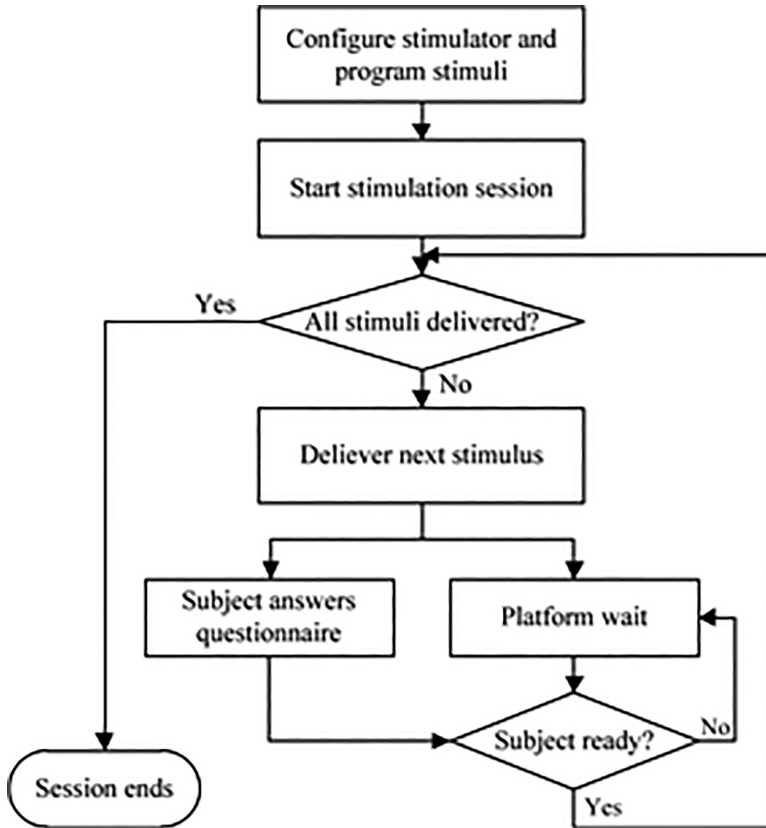 Configure stimulator and
program stimuli
Start stimulation session
Yes
All stimuli delivered?
No
Deliever next stimulus
Subject answers
questionnaire
Platform wait
Subject ready?
No
Session ends
Yes